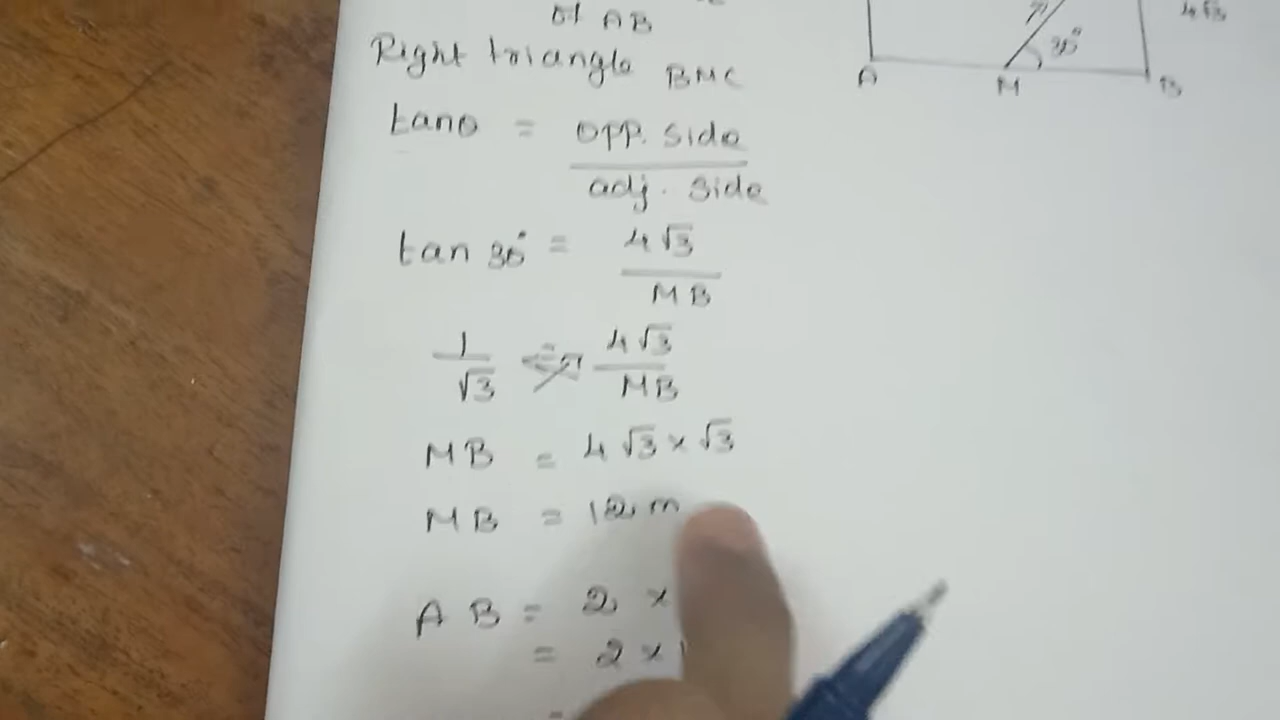 of AB
Right triangle BMC
tanθ = opp. side / adj. side
tan 30° = 4√3 / MB
1/√3 = 4√3 / MB
MB = 4√3 × √3
MB = 12 m
AB = 2 ×
= 2 ×
=
A M B
30°
4√3